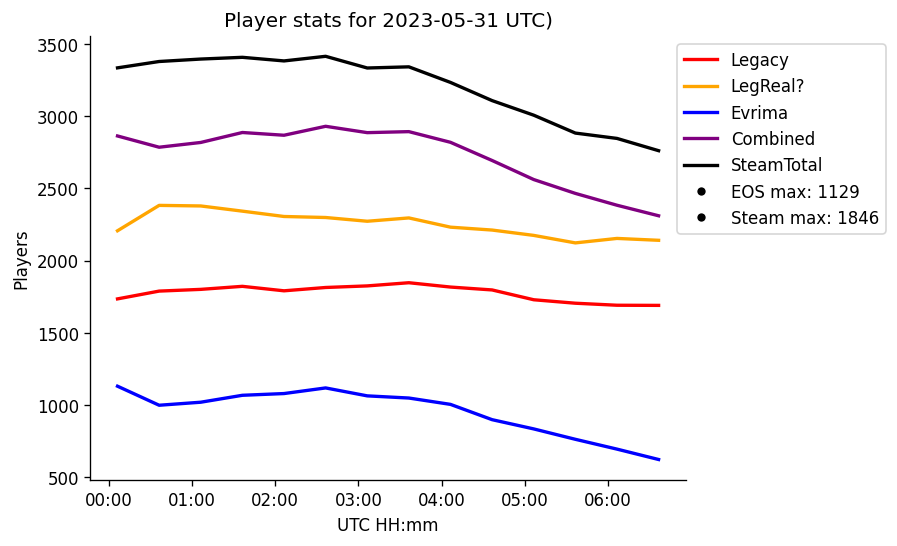 Player stats for 2023-05-31 UTC)
3500
3000
2500
2000
1500
1000
500
Players
00:00 01:00 02:00 03:00 04:00 05:00 06:00
UTC HH:mm
Legacy
LegReal?
Evrima
Combined
SteamTotal
EOS max: 1129
Steam max: 1846